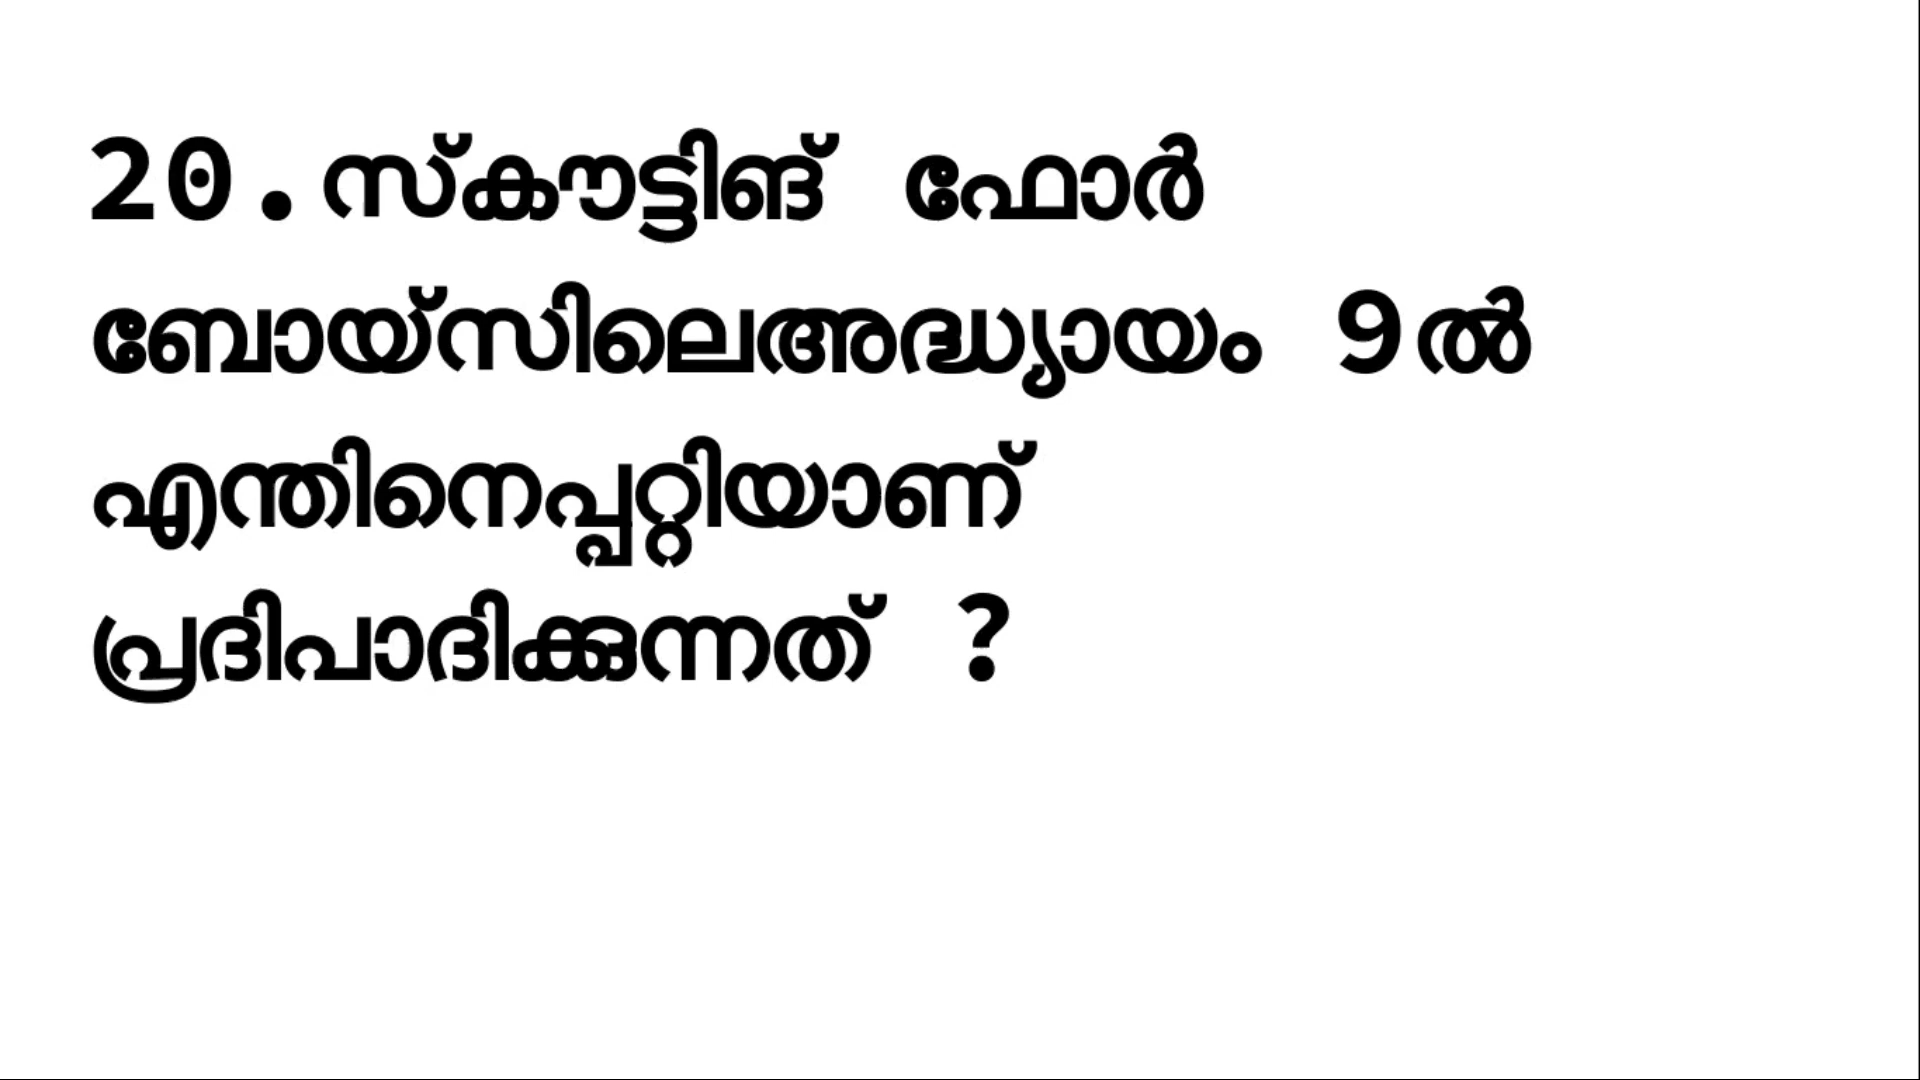 20.സ്കൗട്ടിങ് ഫോർ
ബോയ്സിലെഅദ്ധ്യായം 9ൽ
എന്തിനെപ്പറ്റിയാണ്
പ്രദിപാദിക്കുന്നത് ?